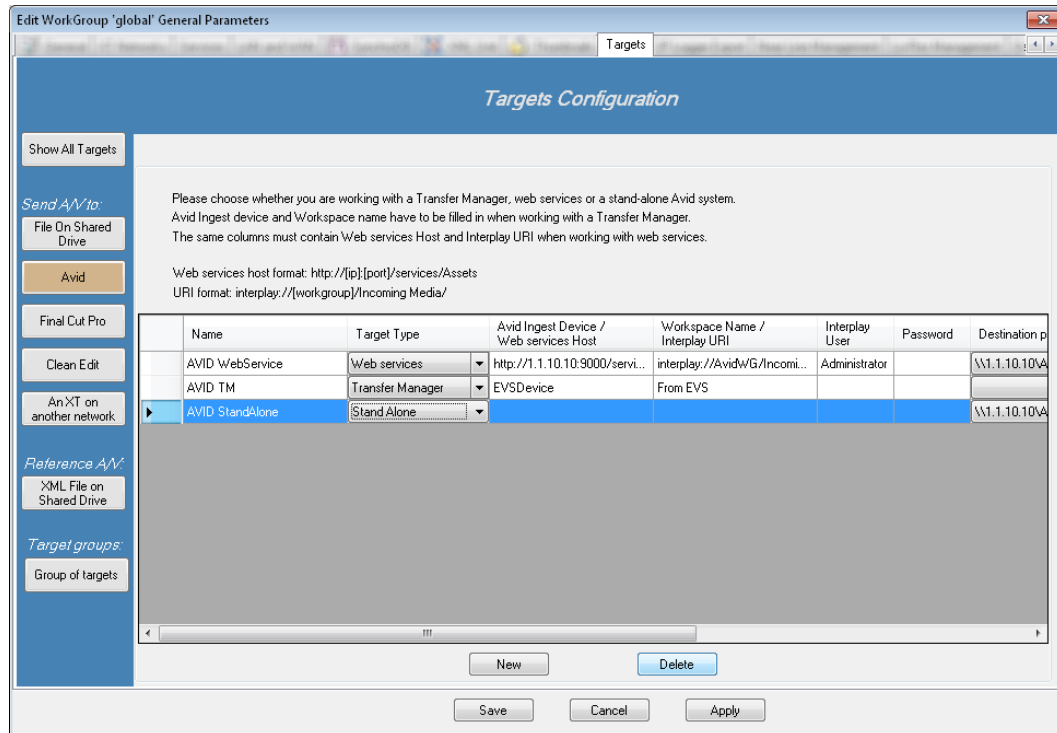 Edit WorkGroup 'global' General Parameters
Targets
Targets Configuration
Show All Targets
Send A/V to:
File On Shared
Drive
Avid
Final Cut Pro
Clean Edit
An XT on
another network
Reference A/V:
XML File on
Shared Drive
Target groups:
Group of targets
Please choose whether you are working with a Transfer Manager, web services or a stand-alone Avid system.
Avid Ingest device and Workspace name have to be filled in when working with a Transfer Manager.
The same columns must contain Web services Host and Interplay URI when working with web services.
Web services host format: http://[ip]:[port]/services/Assets
URI format: interplay://[workgroup]/Incoming Media/
Name Target Type Avid Ingest Device / Web services Host Workspace Name / Interplay URI Interplay User Password Destination p
AVID WebService Web services http://1.1.10.10:9000/servi... interplay://AvidWG/Incomi... Administrator \\1.1.10.10\A
AVID TM Transfer Manager EVSDevice From EVS
AVID StandAlone Stand Alone \\1.1.10.10\A
New Delete
Save Cancel Apply